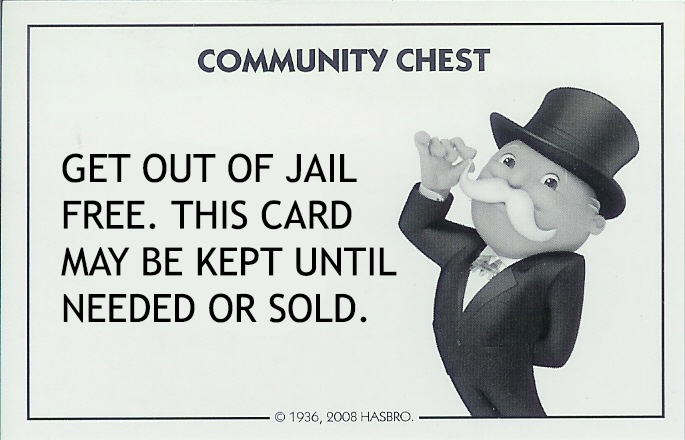 COMMUNITY CHEST
GET OUT OF JAIL
FREE. THIS CARD
MAY BE KEPT UNTIL
NEEDED OR SOLD.
© 1936, 2008 HASBRO.